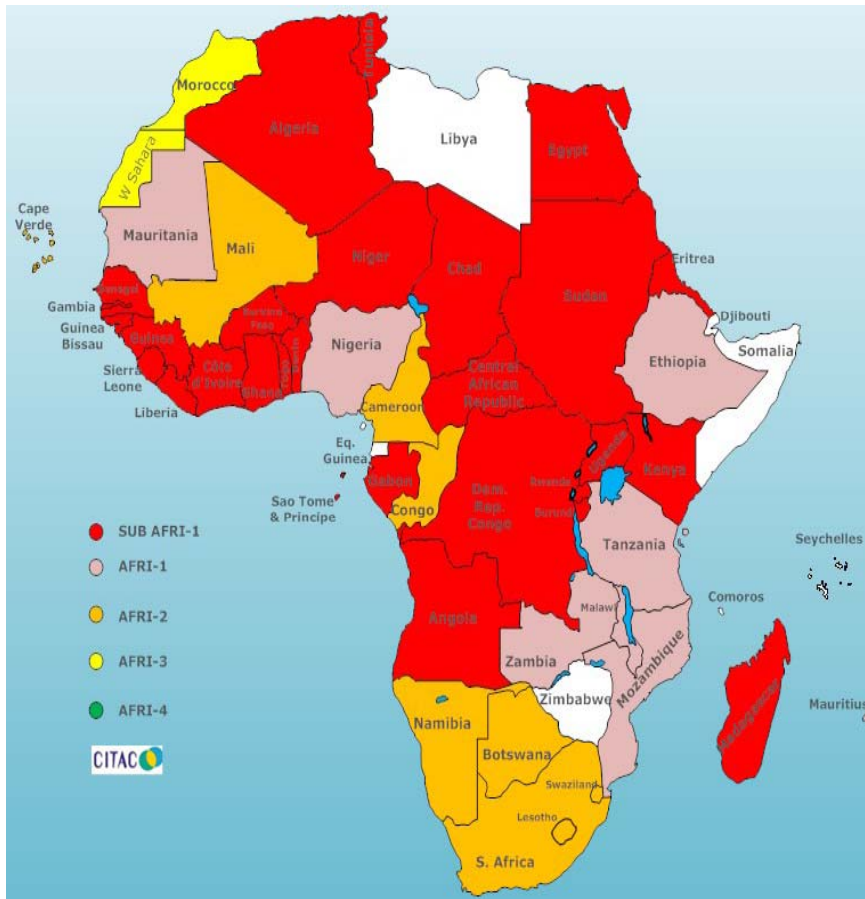 Tunisia
Morocco
Algeria
Libya
Egypt
W Sahara
Cape
Verde
Mauritania
Mali
Niger
Chad
Sudan
Eritrea
Senegal
Gambia
Guinea
Bissau
Guinea
Burkina
Faso
Djibouti
Nigeria
Ethiopia
Somalia
Sierra
Leone
Côte
d'Ivoire
Ghana
Togo
Benin
Central
African
Republic
Liberia
Cameroon
Eq.
Guinea
Gabon
Congo
Uganda
Kenya
Dem.
Rep.
Congo
Rwanda
Burundi
Sao Tome
& Principe
Tanzania
Seychelles
SUB AFRI-1
AFRI-1
AFRI-2
AFRI-3
AFRI-4
CITAC
Angola
Malawi
Comoros
Zambia
Mozambique
Zimbabwe
Madagascar
Mauritius
Namibia
Botswana
Swaziland
Lesotho
S. Africa